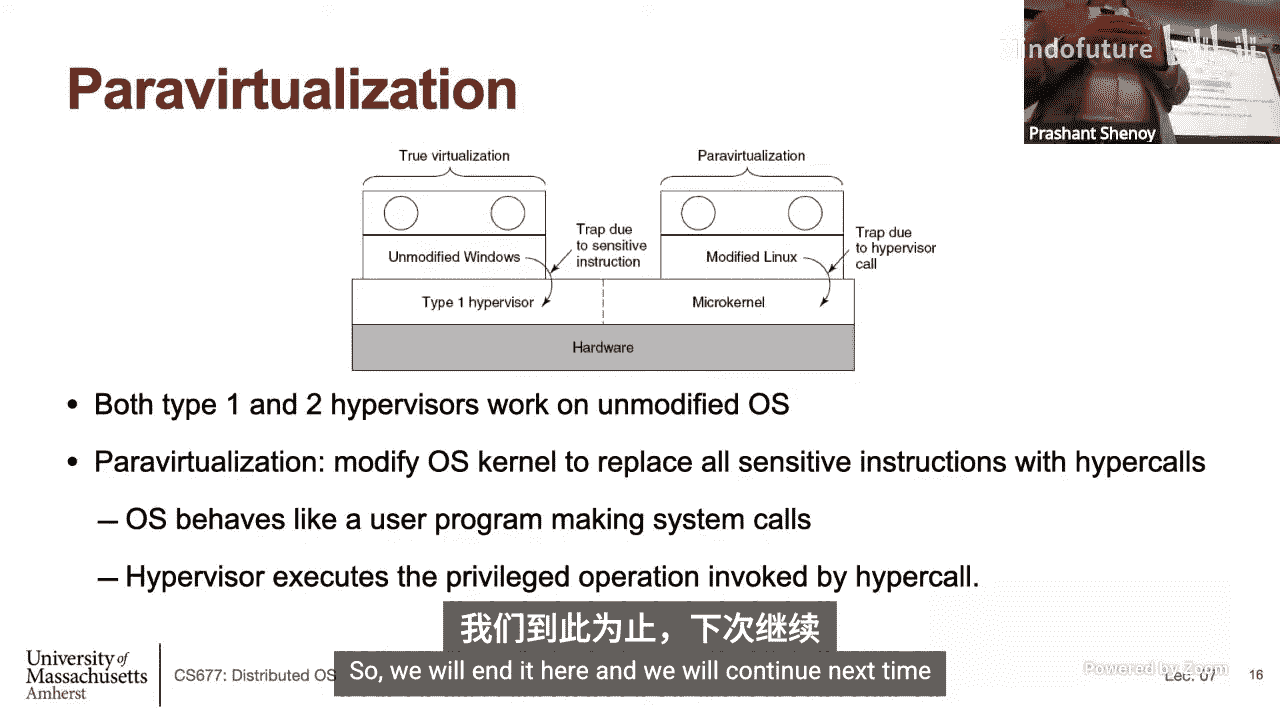 Paravirtualization
indofuture
Prashant Shenoy
True virtualization
Paravirtualization
Trap due
to sensitive
instruction
Trap due
to hypervisor
call
Unmodified Windows
Modified Linux
Type 1 hypervisor
Microkernel
Hardware
• Both type 1 and 2 hypervisors work on unmodified OS
• Paravirtualization: modify OS kernel to replace all sensitive instructions with hypercalls
— OS behaves like a user program making system calls
— Hypervisor executes the privileged operation invoked by hypercall.
我们到此为止，下次继续
So, we will end it here and we will continue next time
University of
Massachusetts
Amherst
CS677: Distributed OS
Powered by Zoom
Lec. 07
16